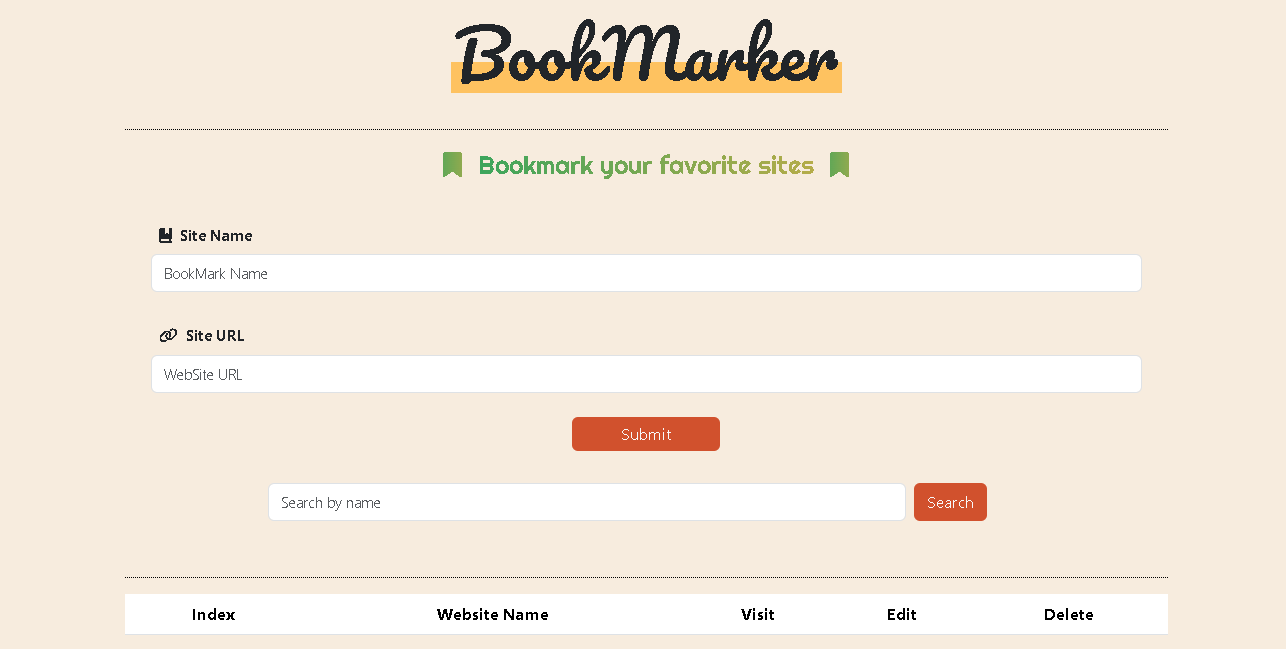 BookMarker
Bookmark your favorite sites
Site Name
BookMark Name
Site URL
WebSite URL
Submit
Search by name Search
Index Website Name Visit Edit Delete